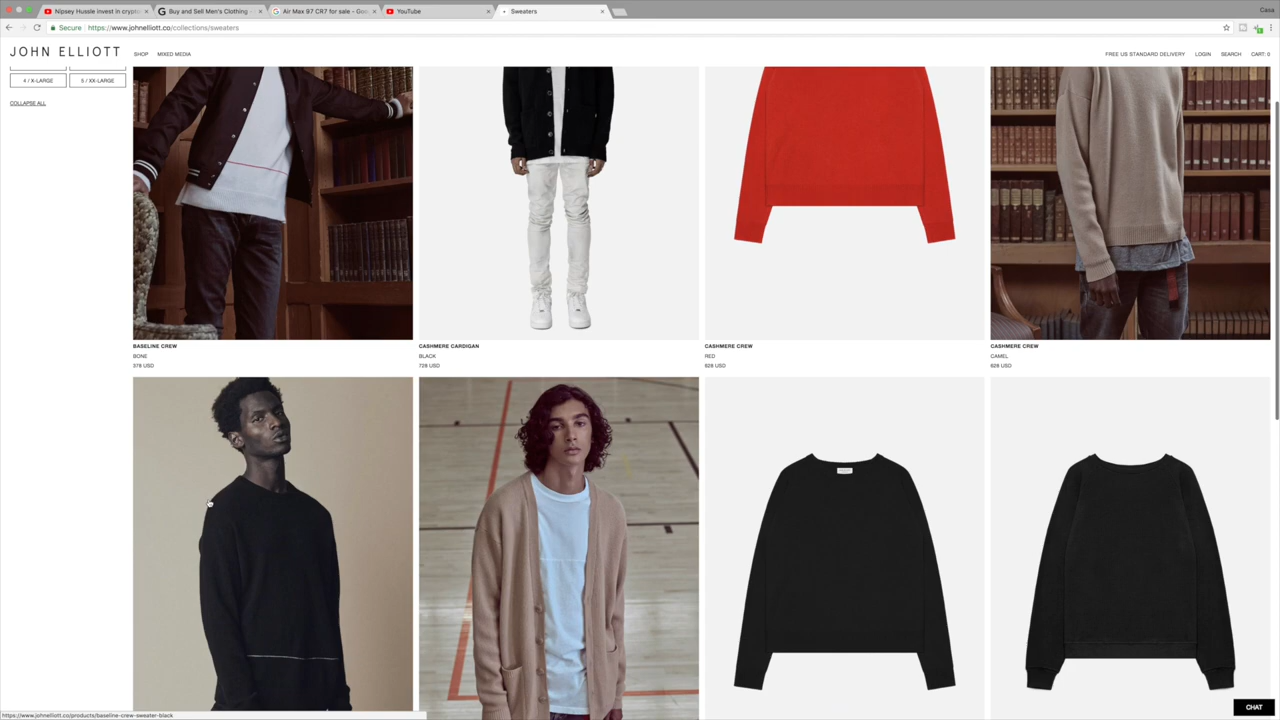 Nipsey Hussle invest in crypto
Buy and Sell Men's Clothing
Air Max 97 CR7 for sale - Goo
YouTube
Sweaters
Casa
Secure
https://www.johnelliott.co/collections/sweaters
JOHN ELLIOTT
SHOP
MIXED MEDIA
FREE US STANDARD DELIVERY
LOGIN
SEARCH
CART: 0
4 / X-LARGE
5 / XX-LARGE
COLLAPSE ALL
BASELINE CREW
BONE
378 USD
CASHMERE CARDIGAN
BLACK
728 USD
CASHMERE CREW
RED
628 USD
CASHMERE CREW
CAMEL
628 USD
https://www.johnelliott.co/products/baseline-crew-sweater-black
CHAT